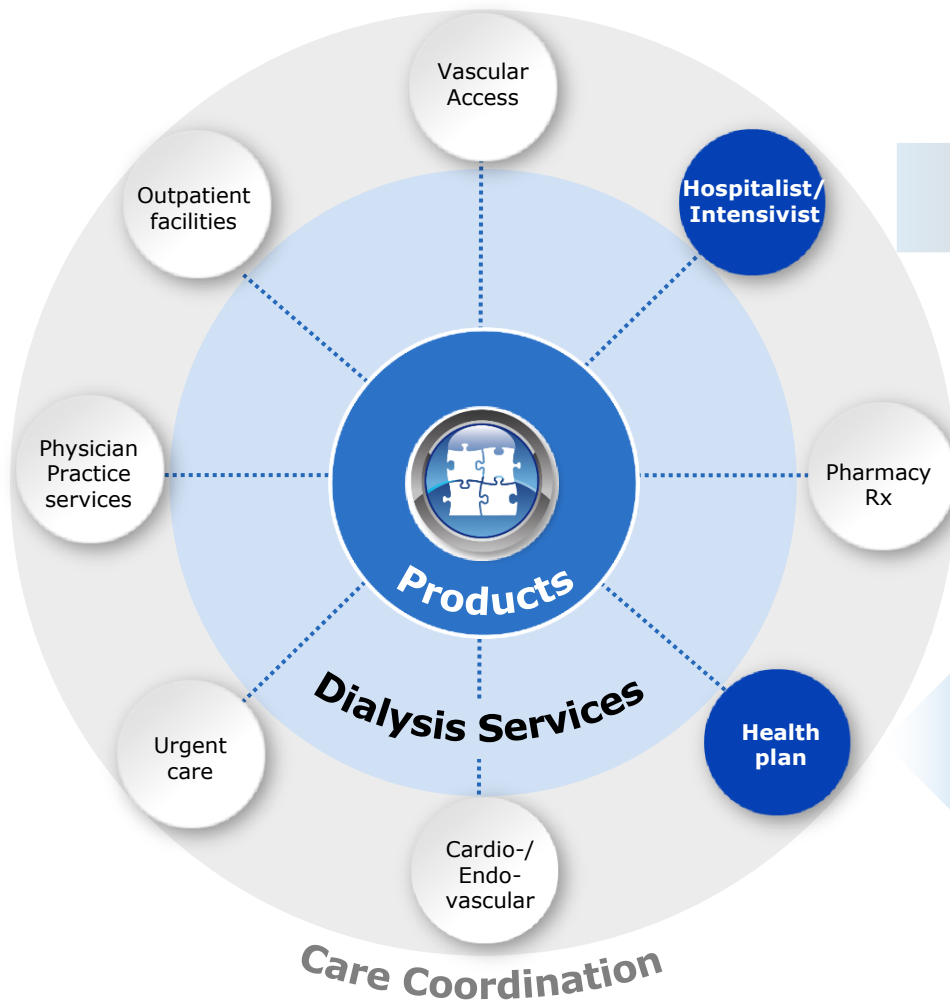 Vascular
Access
Outpatient
facilities
Hospitalist/
Intensivist
Physician
Practice
services
Pharmacy
Rx
Products
Dialysis Services
Urgent
care
Health
plan
Cardio-/
Endo-
vascular
Care Coordination